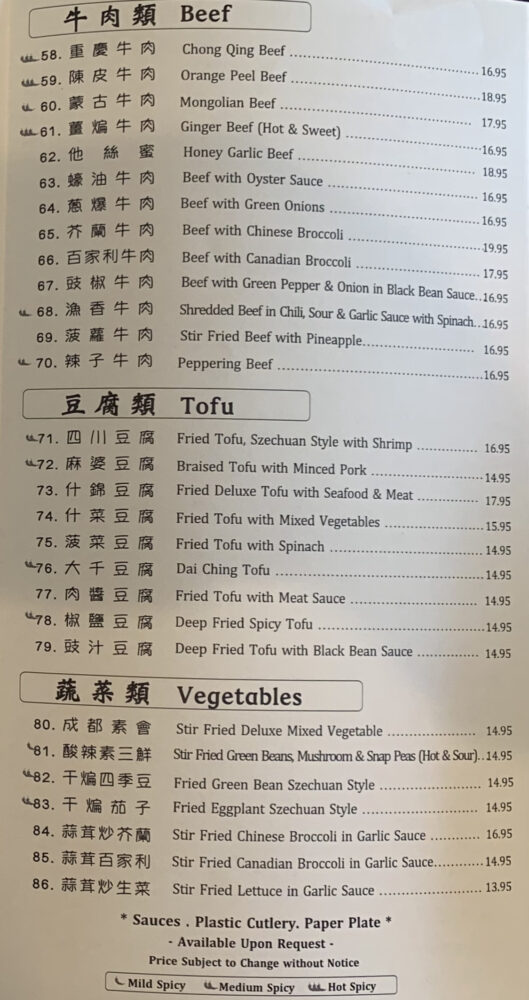 牛肉類 Beef
58. 重慶牛肉 Chong Qing Beef 16.95
59. 陳皮牛肉 Orange Peel Beef 18.95
60. 蒙古牛肉 Mongolian Beef 17.95
61. 薑煸牛肉 Ginger Beef (Hot & Sweet) 16.95
62. 他絲蜜 Honey Garlic Beef 18.95
63. 蠔油牛肉 Beef with Oyster Sauce 16.95
64. 蔥爆牛肉 Beef with Green Onions 16.95
65. 芥蘭牛肉 Beef with Chinese Broccoli 19.95
66. 百家利牛肉 Beef with Canadian Broccoli 17.95
67. 豉椒牛肉 Beef with Green Pepper & Onion in Black Bean Sauce..16.95
68. 漁香牛肉 Shredded Beef in Chili, Sour & Garlic Sauce with Spinach...16.95
69. 菠蘿牛肉 Stir Fried Beef with Pineapple 16.95
70. 辣子牛肉 Peppering Beef 16.95
豆腐類 Tofu
71. 四川豆腐 Fried Tofu, Szechuan Style with Shrimp 16.95
72. 麻婆豆腐 Braised Tofu with Minced Pork 14.95
73. 什錦豆腐 Fried Deluxe Tofu with Seafood & Meat 17.95
74. 什菜豆腐 Fried Tofu with Mixed Vegetables 15.95
75. 菠菜豆腐 Fried Tofu with Spinach 14.95
76. 大千豆腐 Dai Ching Tofu 14.95
77. 肉醬豆腐 Fried Tofu with Meat Sauce 14.95
78. 椒鹽豆腐 Deep Fried Spicy Tofu 14.95
79. 豉汁豆腐 Deep Fried Tofu with Black Bean Sauce 14.95
蔬菜類 Vegetables
80. 成都素會 Stir Fried Deluxe Mixed Vegetable 14.95
81. 酸辣素三鮮 Stir Fried Green Beans, Mushroom & Snap Peas (Hot & Sour)..14.95
82. 干煸四季豆 Fried Green Bean Szechuan Style 14.95
83. 干煸茄子 Fried Eggplant Szechuan Style 14.95
84. 蒜茸炒芥蘭 Stir Fried Chinese Broccoli in Garlic Sauce 16.95
85. 蒜茸百家利 Stir Fried Canadian Broccoli in Garlic Sauce 14.95
86. 蒜茸炒生菜 Stir Fried Lettuce in Garlic Sauce 13.95
* Sauces . Plastic Cutlery. Paper Plate *
- Available Upon Request -
Price Subject to Change without Notice
Mild Spicy Medium Spicy Hot Spicy